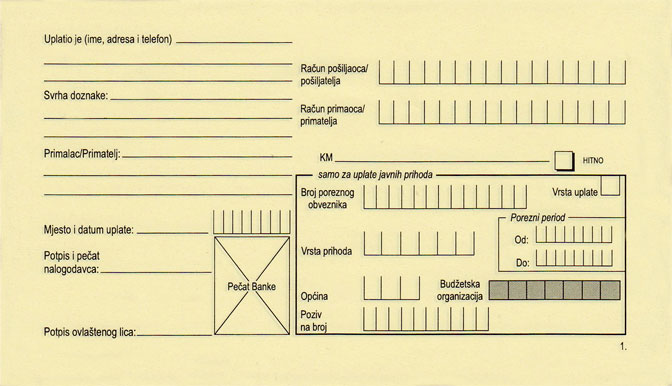 Uplatio je (ime, adresa i telefon)
Račun pošiljaoca/
pošiljatelja
Svrha doznake:
Račun primaoca/
primatelja
Primalac/Primatelj:
KM
HITNO
samo za uplate javnih prihoda
Broj poreznog
obveznika
Vrsta uplate
Mjesto i datum uplate:
Porezni period
Od:
Vrsta prihoda
Do:
Potpis i pečat
nalogodavca:
Pečat Banke
Općina
Budžetska
organizacija
Poziv
na broj
Potpis ovlaštenog lica:
1.